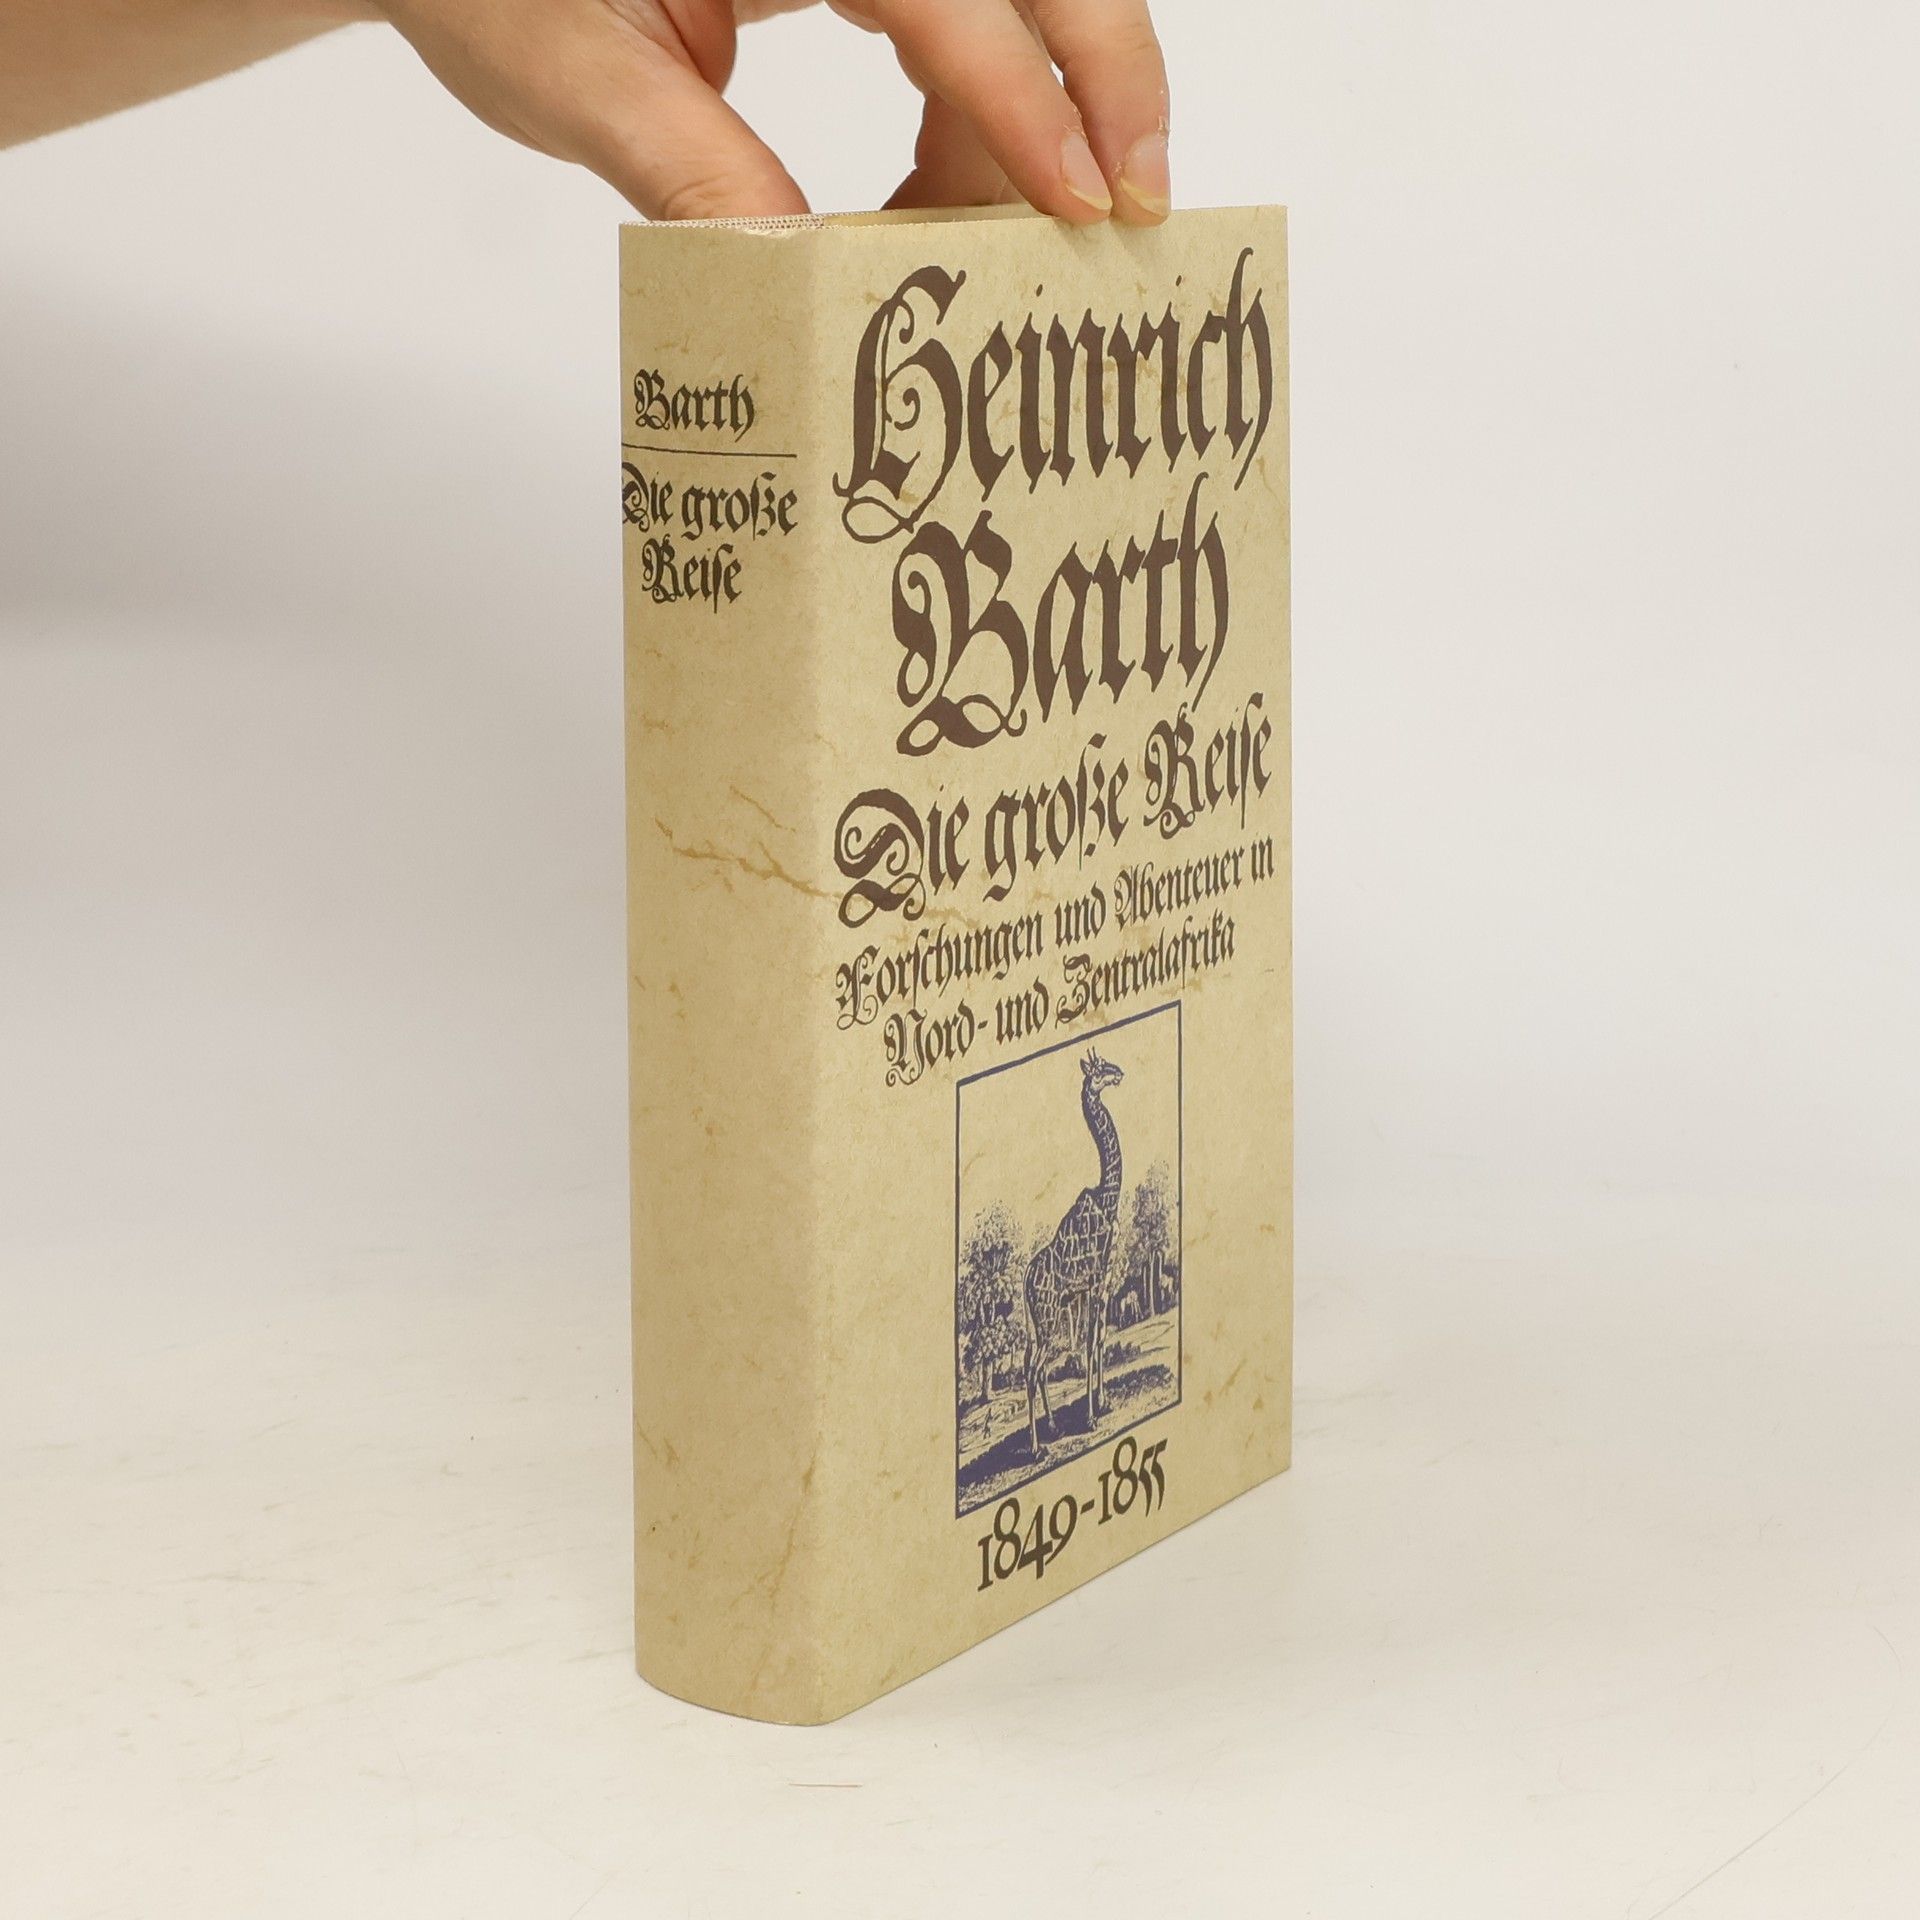 Barth
Die große
Reise
Heinrich
Barth
Die große Reise
Forschungen und Abenteuer in
Nord- und Zentralafrika
1849-1855